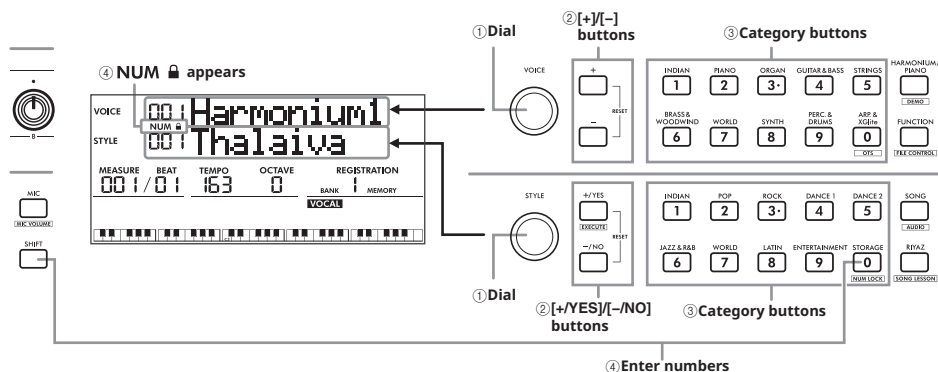 ①Dial
②[+]/[–]
buttons
③Category buttons
④ NUM 🔒 appears
VOICE
001 Harmonium1
NUM 🔒
STYLE
001 Thalaiva
MEASURE BEAT TEMPO OCTAVE REGISTRATION
001/01 163 0 BANK 1 MEMORY
VOCAL
B
MIC
MIC VOLUME
SHIFT
VOICE
+
RESET
–
INDIAN PIANO ORGAN GUITAR & BASS STRINGS
1 2 3• 4 5
BRASS & WOODWIND WORLD SYNTH PERC. & DRUMS ARP. & XGlite
6 7 8 9 0
OTS
HARMONIUM/
PIANO
DEMO
FUNCTION
FILE CONTROL
STYLE
+/YES
EXECUTE
RESET
–/NO
INDIAN POP ROCK DANCE 1 DANCE 2
1 2 3• 4 5
JAZZ & R&B WORLD LATIN ENTERTAINMENT STORAGE
6 7 8 9 0
NUM LOCK
SONG
AUDIO
RIYAZ
SONG LESSON
①Dial
②[+/YES]/[–/NO]
buttons
③Category buttons
④Enter numbers